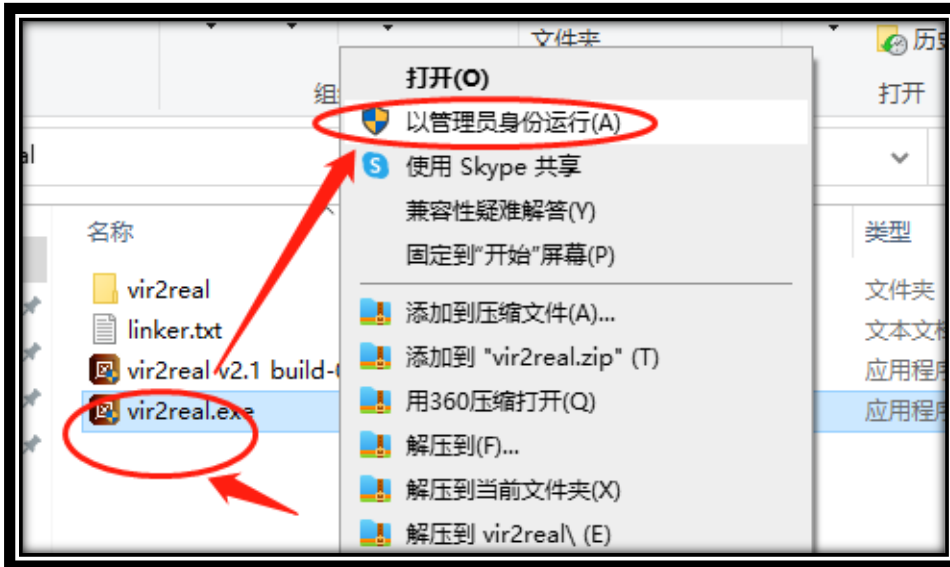 文件夹
历史
组
打开
al
名称
类型
vir2real
文件夹
linker.txt
文本文档
vir2real v2.1 build-
应用程序
vir2real.exe
应用程序
打开(O)
以管理员身份运行(A)
使用 Skype 共享
兼容性疑难解答(Y)
固定到"开始"屏幕(P)
添加到压缩文件(A)...
添加到 "vir2real.zip" (T)
用360压缩打开(Q)
解压到(F)...
解压到当前文件夹(X)
解压到 vir2real\ (E)